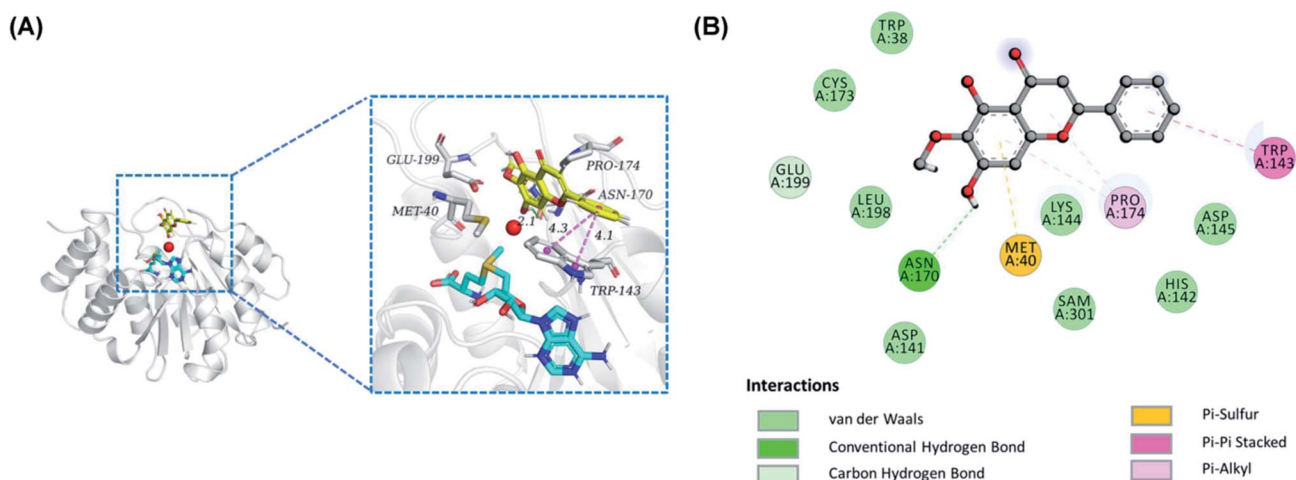 (A)
GLU-199
PRO-174
ASN-170
MET-40
2.1
4.3
4.1
TRP-143
(B)
TRP
A:38
CYS
A:173
GLU
A:199
LEU
A:198
TRP
A:143
LYS
A:144
PRO
A:174
ASP
A:145
ASN
A:170
MET
A:40
HIS
A:142
SAM
A:301
ASP
A:141
Interactions
van der Waals
Conventional Hydrogen Bond
Carbon Hydrogen Bond
Pi-Sulfur
Pi-Pi Stacked
Pi-Alkyl